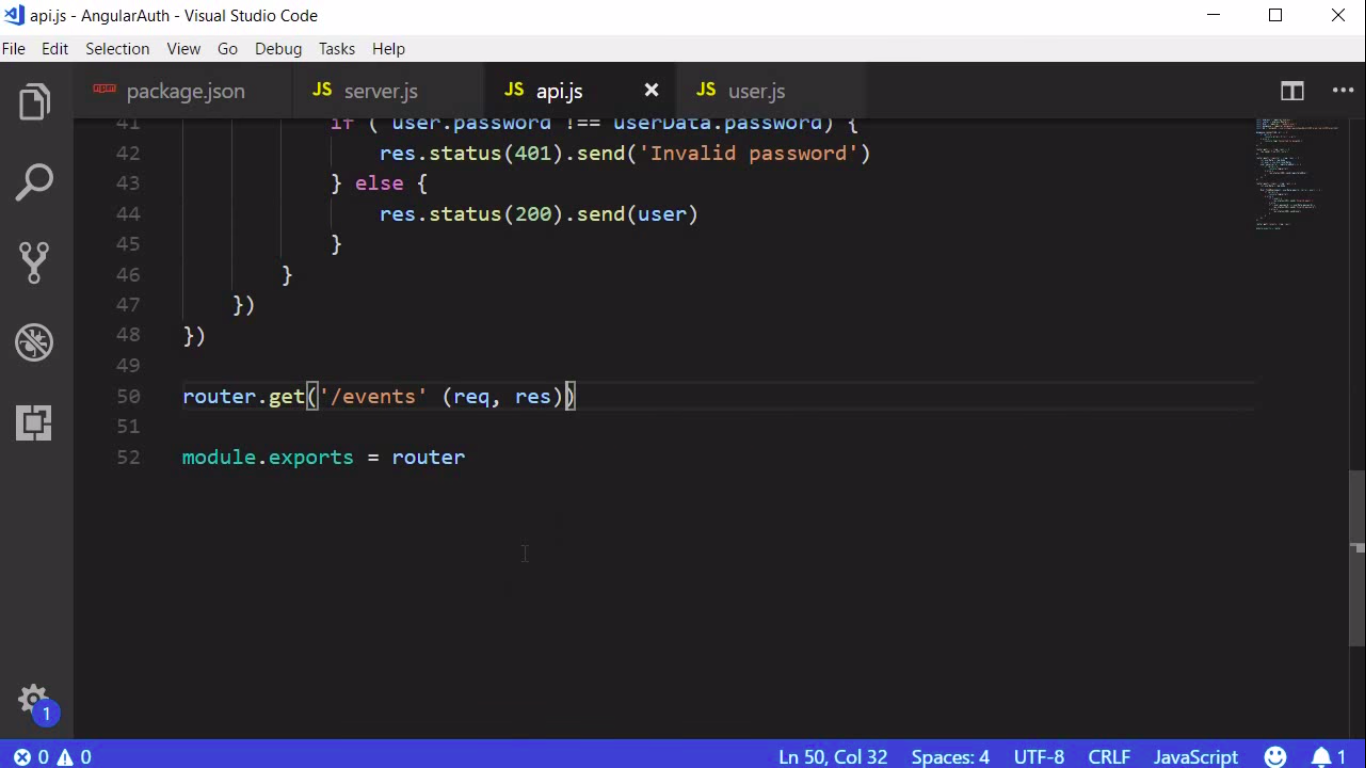 api.js - AngularAuth - Visual Studio Code
File Edit Selection View Go Debug Tasks Help
npm package.json JS server.js JS api.js JS user.js
41 if ( user.password !== userData.password) {
42 res.status(401).send('Invalid password')
43 } else {
44 res.status(200).send(user)
45 }
46 }
47 })
48 })
49
50 router.get('/events' (req, res))
51
52 module.exports = router
1
0 0 Ln 50, Col 32 Spaces: 4 UTF-8 CRLF JavaScript 1